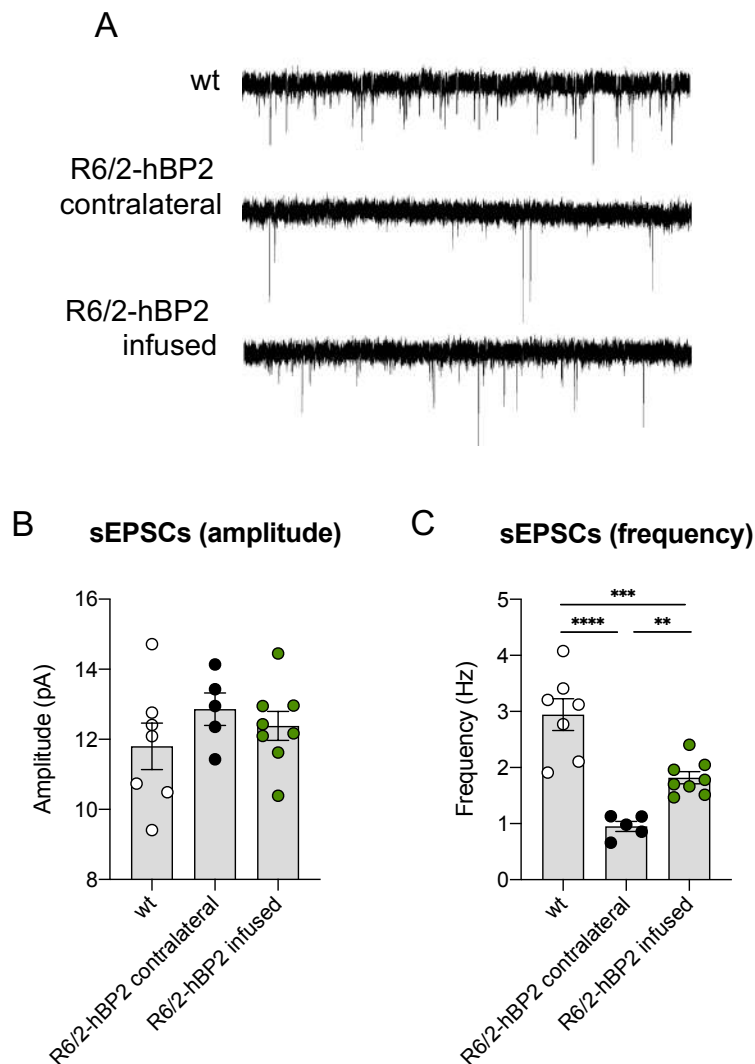 A
wt
R6/2-hBP2
contralateral
R6/2-hBP2
infused
B
sEPSCs (amplitude)
16
14
12
10
8
Amplitude (pA)
wt
R6/2-hBP2 contralateral
R6/2-hBP2 infused
C
sEPSCs (frequency)
***
****
**
5
4
3
2
1
0
Frequency (Hz)
wt
R6/2-hBP2 contralateral
R6/2-hBP2 infused